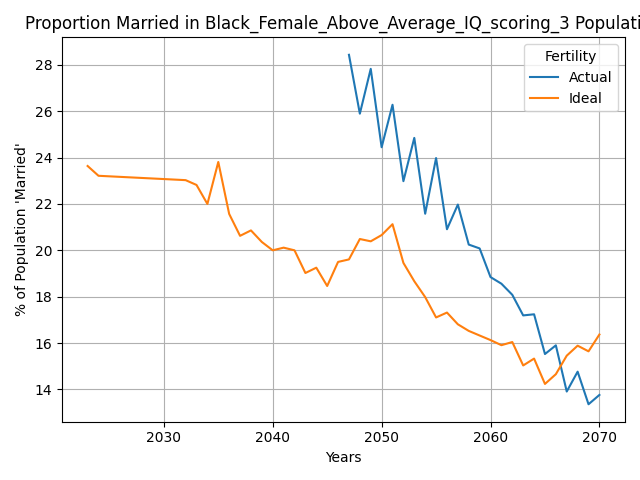 Proportion Married in Black_Female_Above_Average_IQ_scoring_3 Populati
Fertility
Actual
Ideal
% of Population 'Married'
28
26
24
22
20
18
16
14
2030 2040 2050 2060 2070
Years